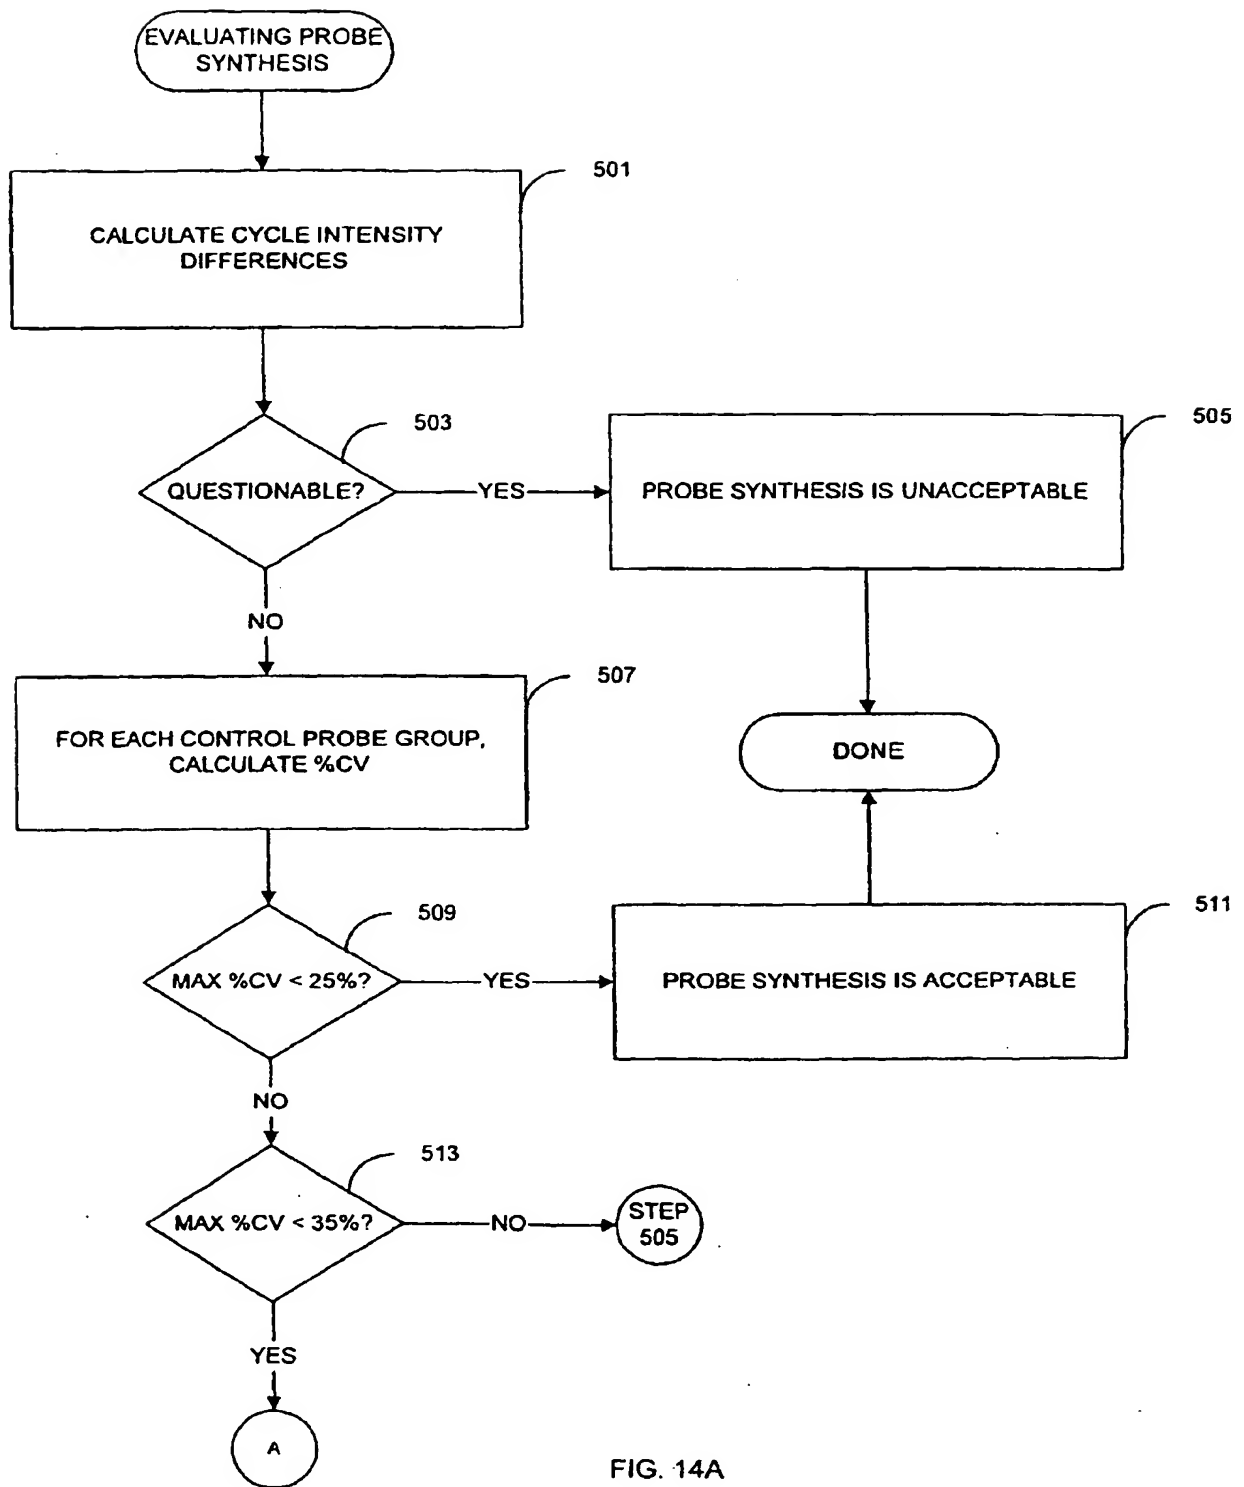 EVALUATING PROBE
SYNTHESIS
501
CALCULATE CYCLE INTENSITY
DIFFERENCES
503
QUESTIONABLE?
YES
505
PROBE SYNTHESIS IS UNACCEPTABLE
NO
507
FOR EACH CONTROL PROBE GROUP,
CALCULATE %CV
DONE
509
MAX %CV < 25%?
YES
511
PROBE SYNTHESIS IS ACCEPTABLE
NO
513
MAX %CV < 35%?
NO
STEP
505
YES
A
FIG. 14A